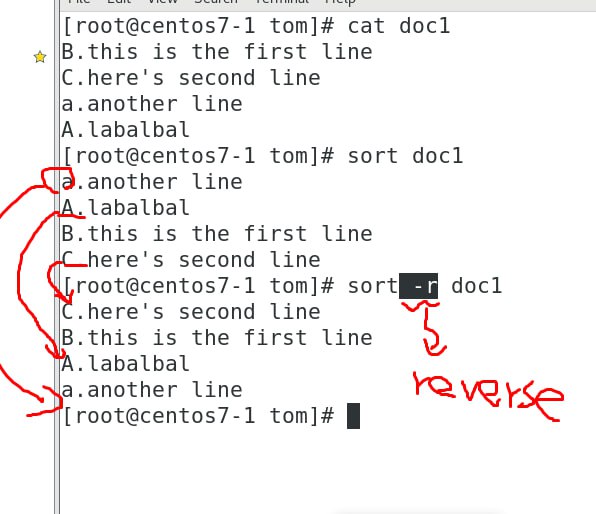 File Edit View Search Terminal Help
[root@centos7-1 tom]# cat doc1
B.this is the first line
C.here's second line
a.another line
A.labalbal
[root@centos7-1 tom]# sort doc1
a.another line
A.labalbal
B.this is the first line
C.here's second line
[root@centos7-1 tom]# sort -r doc1
C.here's second line
B.this is the first line
A.labalbal
a.another line
reverse
[root@centos7-1 tom]#